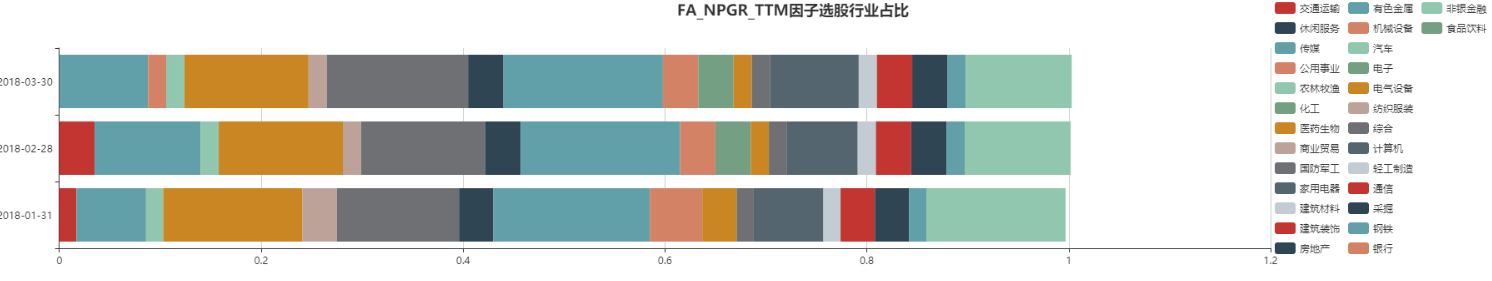 FA_NPGR_TTM因子选股行业占比
交通运输
休闲服务
传媒
公用事业
农林牧渔
化工
医药生物
商业贸易
国防军工
家用电器
建筑材料
建筑装饰
房地产
有色金属
机械设备
汽车
电子
电气设备
纺织服装
综合
计算机
轻工制造
通信
采掘
钢铁
银行
非银金融
食品饮料
2018-03-30
2018-02-28
2018-01-31
0
0.2
0.4
0.6
0.8
1
1.2